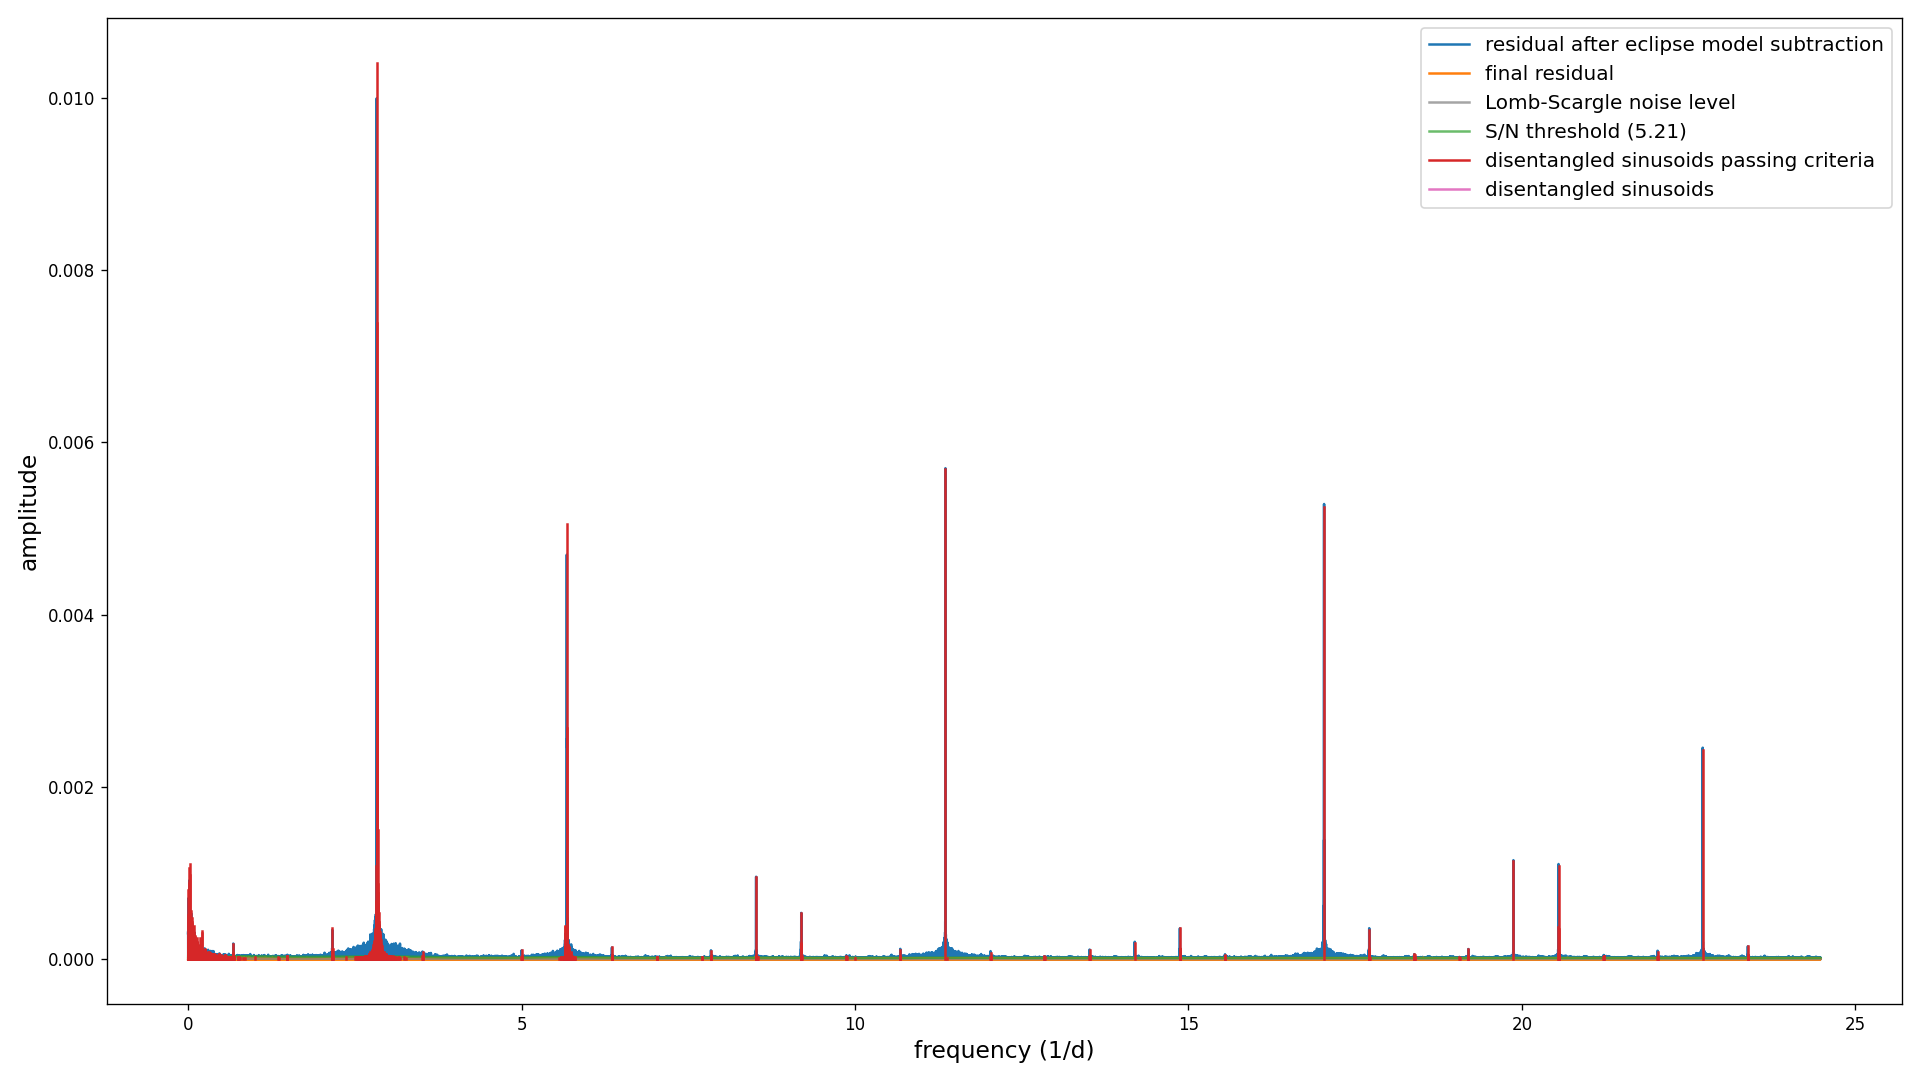 residual after eclipse model subtraction
final residual
Lomb-Scargle noise level
S/N threshold (5.21)
disentangled sinusoids passing criteria
disentangled sinusoids
0.010
0.008
0.006
0.004
0.002
0.000
amplitude
0 5 10 15 20 25
frequency (1/d)